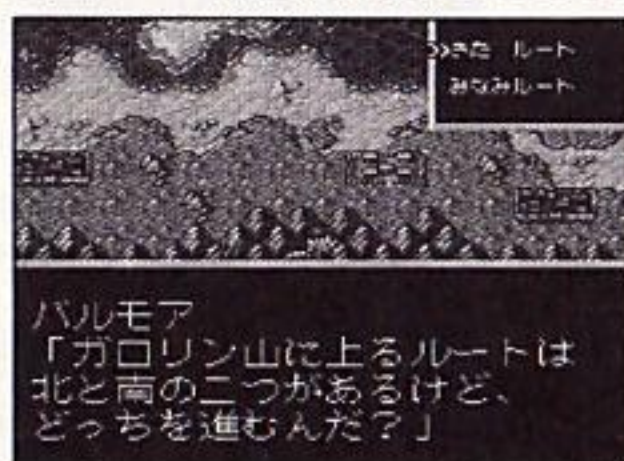 きた ルート
みなみルート
パルモア
「ガロリン山に上るルートは
北と南の二つがあるけど、
どっちを進むんだ？」